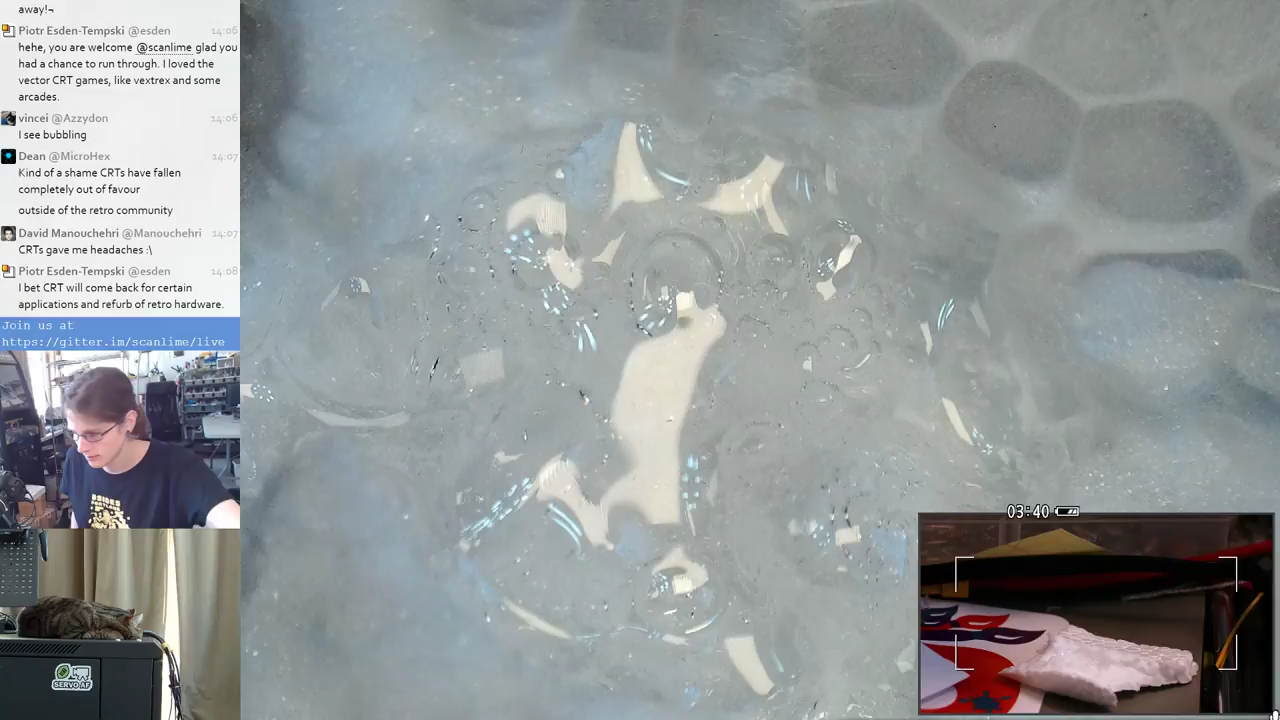 away!¬
Piotr Esden-Tempski @esden 14:06
hehe, you are welcome @scanlime glad you
had a chance to run through. I loved the
vector CRT games, like vextrex and some
arcades.
vincei @Azzydon 14:06
I see bubbling
Dean @MicroHex 14:07
Kind of a shame CRTs have fallen
completely out of favour
outside of the retro community
David Manouchehri @Manouchehri 14:07
CRTs gave me headaches :\
Piotr Esden-Tempski @esden 14:08
I bet CRT will come back for certain
applications and refurb of retro hardware.
Join us at
https://gitter.im/scanlime/live
SERVO AF
03:40